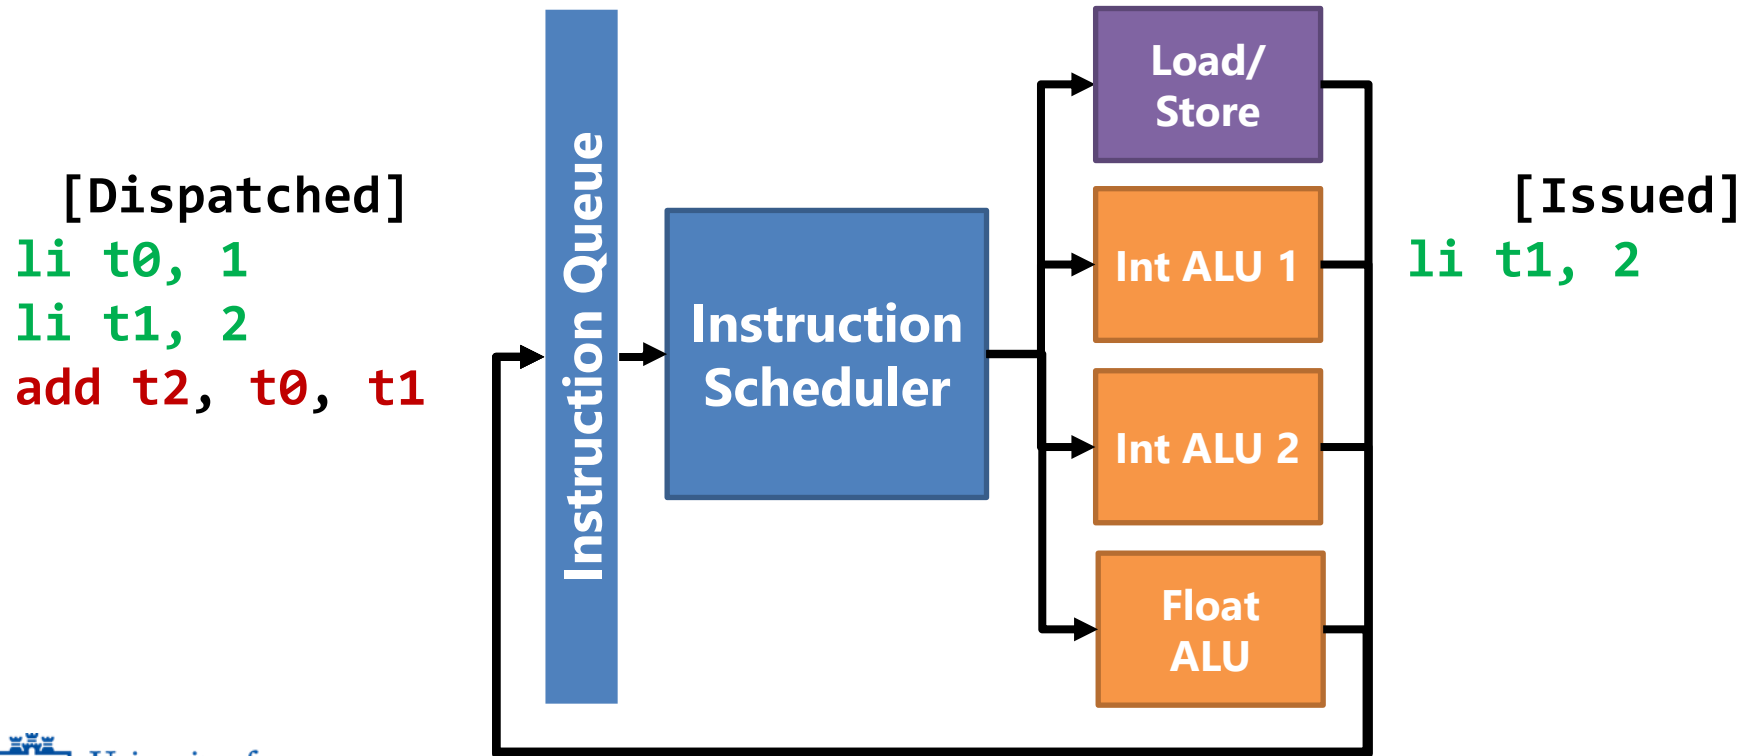 [Dispatched]
li t0, 1
li t1, 2
add t2, t0, t1
Instruction Queue
Instruction
Scheduler
Load/
Store
Int ALU 1
Int ALU 2
Float
ALU
[Issued]
li t1, 2